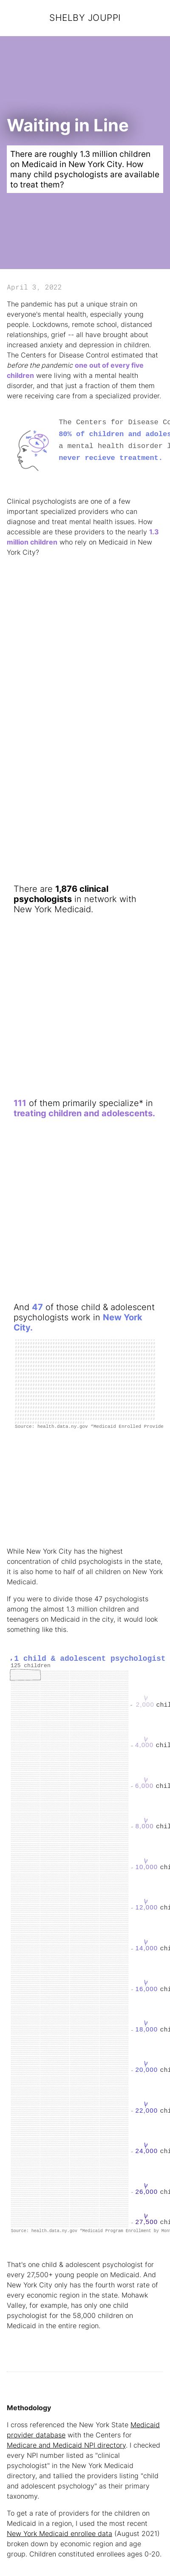 SHELBY JOUPPI
Waiting in Line
There are roughly 1.3 million children
on Medicaid in New York City. How
many child psychologists are available
to treat them?
April 3, 2022
The pandemic has put a unique strain on
everyone's mental health, especially young
people. Lockdowns, remote school, distanced
relationships, grief -- all have brought about
increased anxiety and depression in children.
The Centers for Disease Control estimated that
before the pandemic one out of every five
children were living with a mental health
disorder, and that just a fraction of them them
were receiving care from a specialized provider.
The Centers for Disease Co
80% of children and adoles
a mental health disorder
never recieve treatment.
Clinical psychologists are one of a few
important specialized providers who can
diagnose and treat mental health issues. How
accessible are these providers to the nearly 1.3
million children who rely on Medicaid in New
York City?
There are 1,876 clinical
psychologists in network with
New York Medicaid.
111 of them primarily specialize* in
treating children and adolescents.
And 47 of those child & adolescent
psychologists work in New York
City.
Source: health.data.ny.gov "Medicaid Enrolled Provide
While New York City has the highest
concentration of child psychologists in the state,
it is also home to half of all children on New York
Medicaid.
If you were to divide those 47 psychologists
among the almost 1.3 million children and
teenagers on Medicaid in the city, it would look
something like this.
1 child & adolescent psychologist
125 children
2,000 chil
4,000 chi
6,000 chi
8,000 chi
10,000 chi
12,000 chi
14,000 chi
16,000 chi
18,000 chi
20,000 chi
22,000 chi
24,000 chi
26,000 chi
27,500 chi
Source: health.data.ny.gov "Medicaid Program Enrollment by Mon
That's one child & adolescent psychologist for
every 27,500+ young people on Medicaid. And
New York City only has the fourth worst rate of
every economic region in the state. Mohawk
Valley, for example, has only one child
psychologist for the 58,000 children on
Medicaid in the entire region.
Methodology
I cross referenced the New York State Medicaid
provider database with the Centers for
Medicare and Medicaid NPI directory. I checked
every NPI number listed as "clinical
psychologist" in the New York Medicaid
directory, and tallied the providers listing "child
and adolescent psychology" as their primary
taxonomy.
To get a rate of providers for the children on
Medicaid in a region, I used the most recent
New York Medicaid enrollee data (August 2021)
broken down by economic region and age
group. Children constituted enrollees ages 0-20.